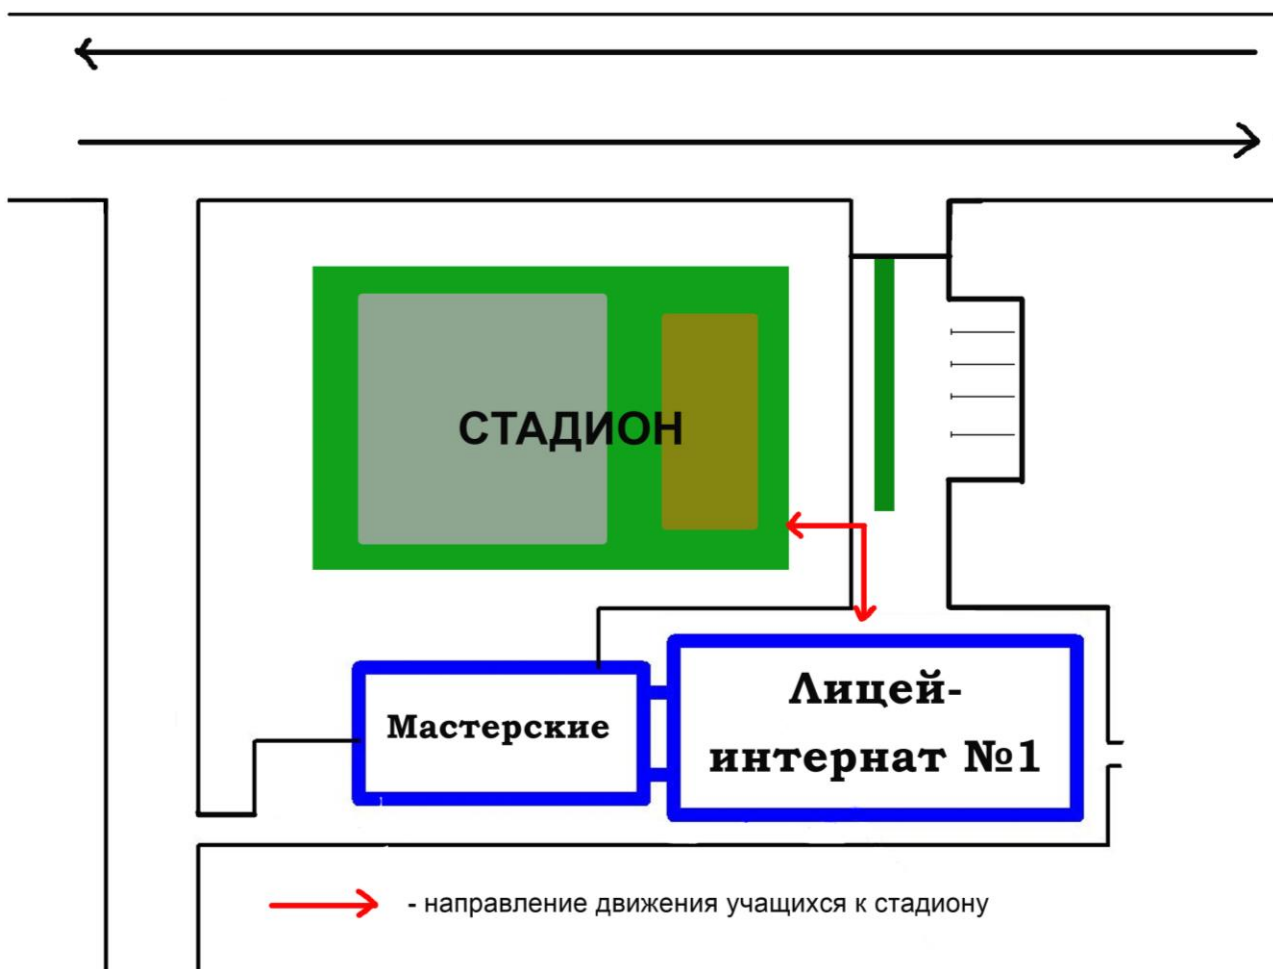 СТАДИОН
Лицей-
интернат №1
Мастерские
- направление движения учащихся к стадиону